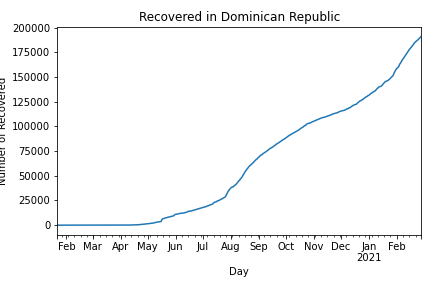 Recovered in Dominican Republic
200000
175000
150000
125000
100000
75000
50000
25000
0
Number of Recovered
Feb Mar Apr May Jun Jul Aug Sep Oct Nov Dec Jan Feb
2021
Day